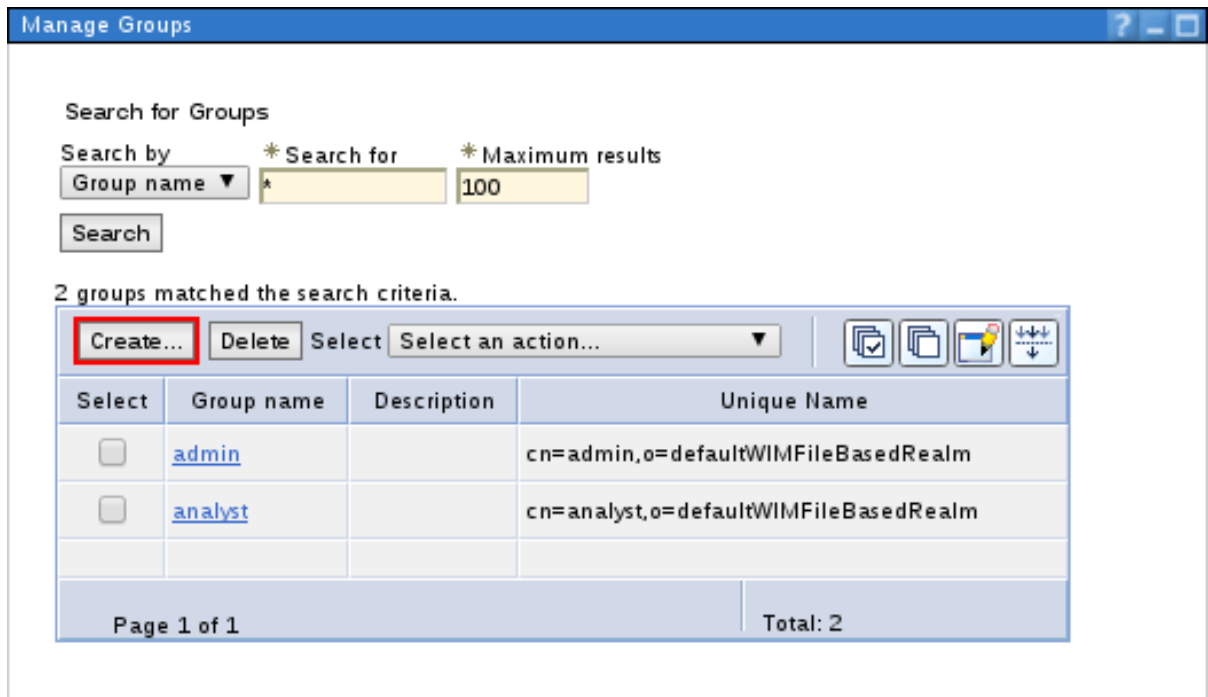 Manage Groups ?
Search for Groups
Search by * Search for * Maximum results
Group name * 100
Search
2 groups matched the search criteria.
Create... Delete Select Select an action...
Select Group name Description Unique Name
admin cn=admin,o=defaultWIMFileBasedRealm
analyst cn=analyst,o=defaultWIMFileBasedRealm
Page 1 of 1 Total: 2